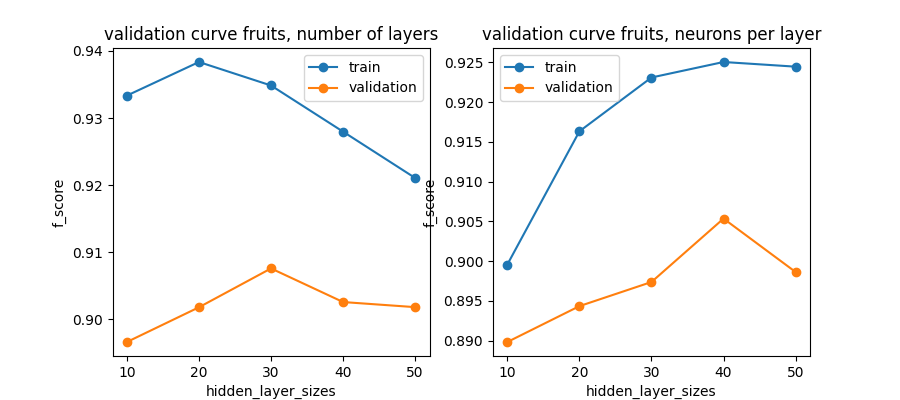 validation curve fruits, number of layers
train
validation
0.94
0.93
0.92
0.91
0.90
f_score
10 20 30 40 50
hidden_layer_sizes
validation curve fruits, neurons per layer
train
validation
0.925
0.920
0.915
0.910
0.905
0.900
0.895
0.890
f_score
10 20 30 40 50
hidden_layer_sizes